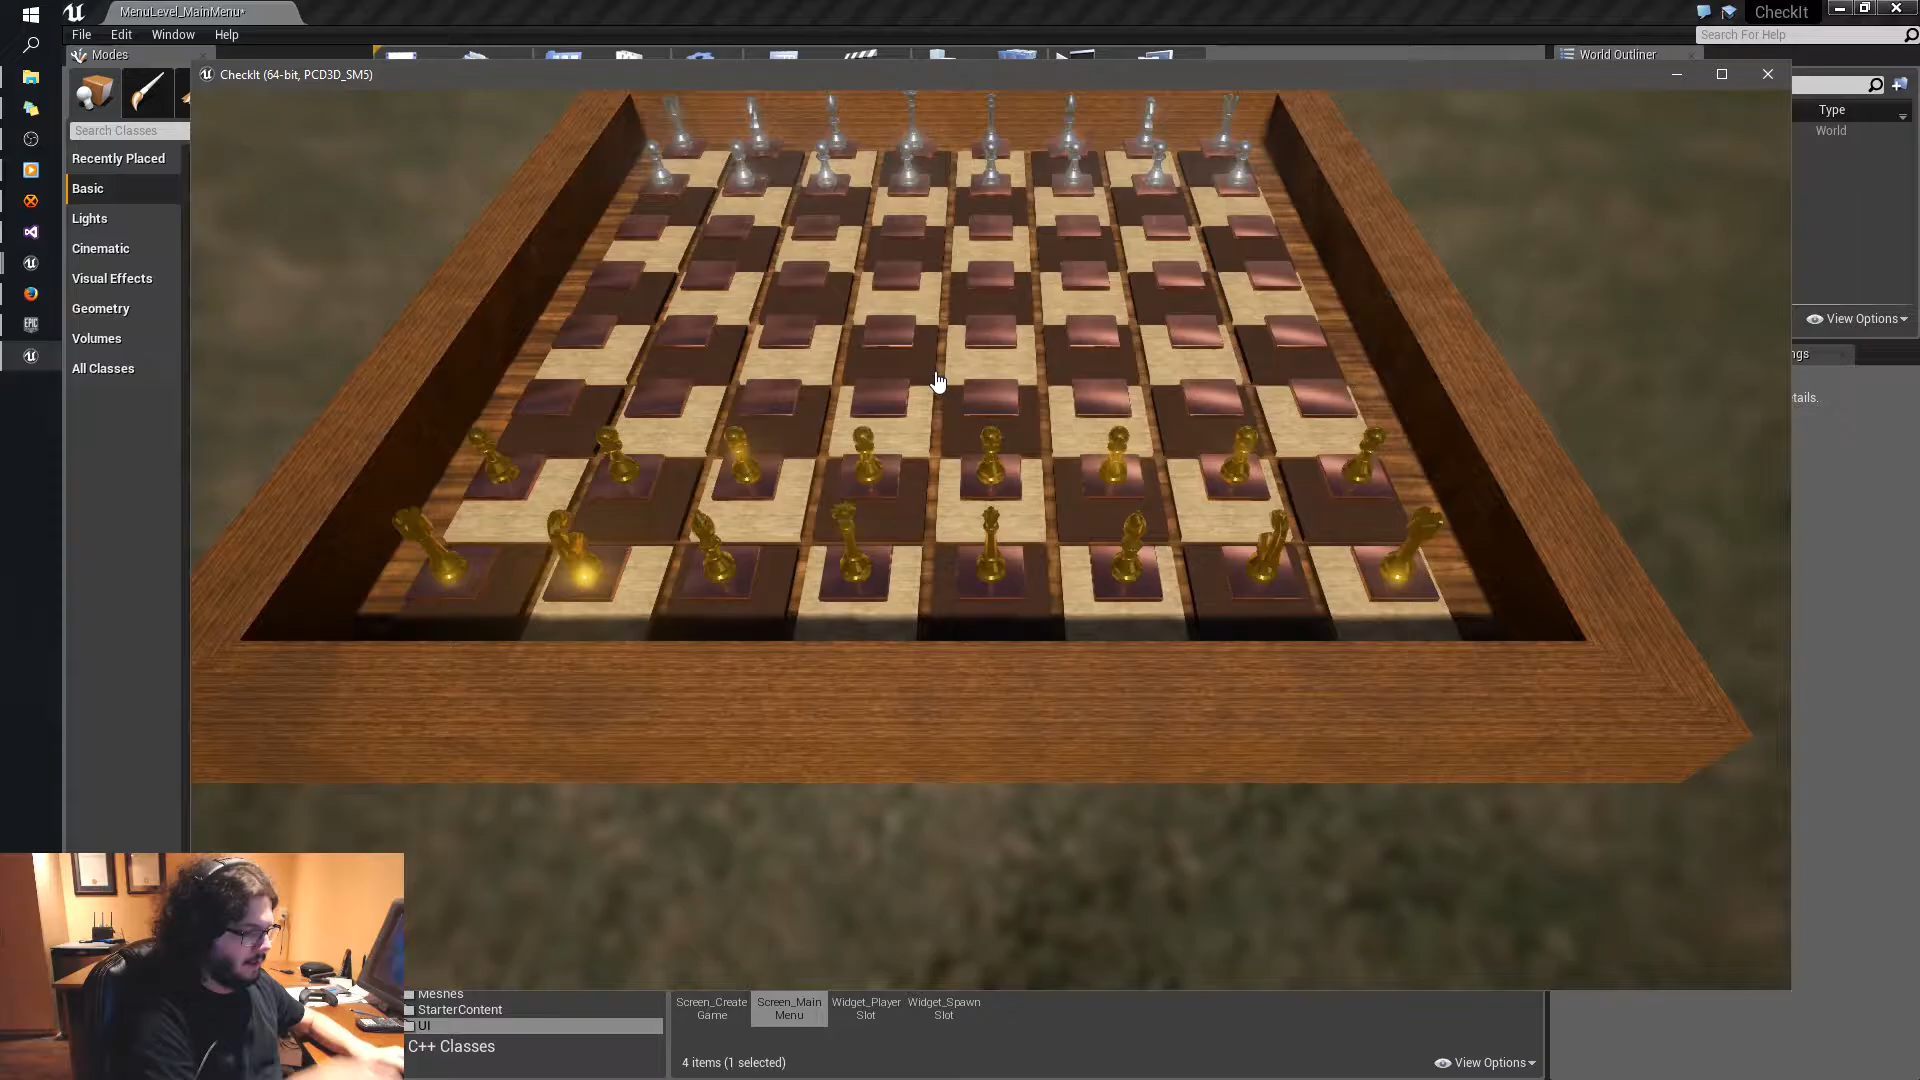 MenuLevel_MainMenu*
CheckIt
File Edit Window Help
Search For Help
Modes
World Outliner
CheckIt (64-bit, PCD3D_SM5)
Search Classes
Type
World
Recently Placed
Basic
Lights
Cinematic
Visual Effects
Geometry
Volumes
All Classes
View Options
ngs
etails.
EPIC
Meshes
StarterContent
UI
C++ Classes
Screen_Create
Game
Screen_Main
Menu
Widget_Player
Slot
Widget_Spawn
Slot
4 items (1 selected)
View Options